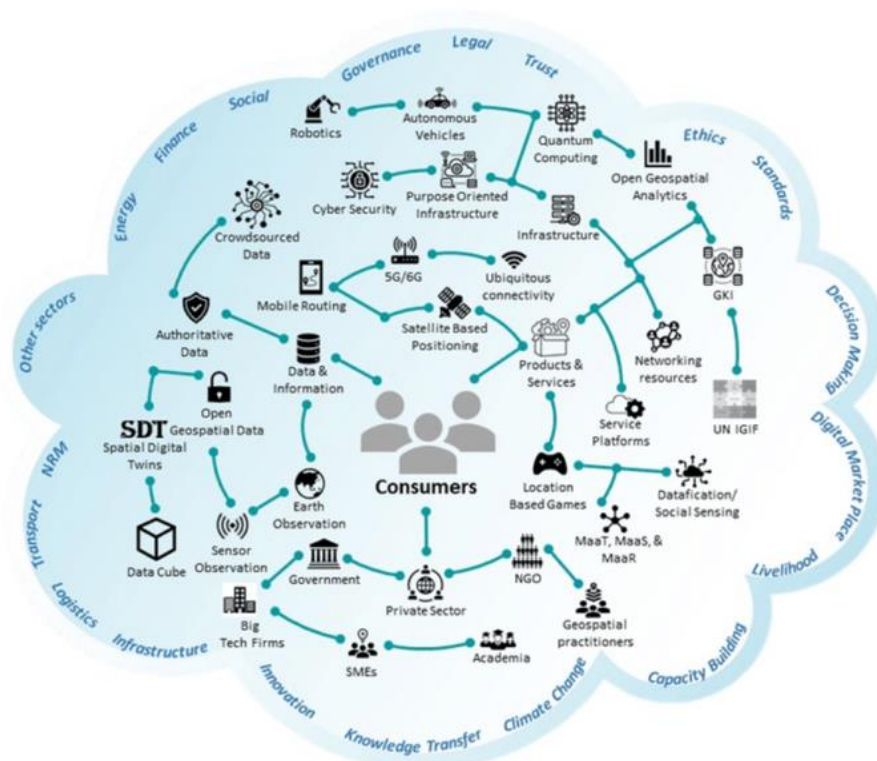 Governance
Legal
Trust
Social
Finance
Energy
Other sectors
NRM
Transport
Logistics
Infrastructure
Innovation
Knowledge Transfer
Climate Change
Capacity Building
Livelihood
Digital Market Place
Decision Making
Standards
Ethics
Robotics
Autonomous
Vehicles
Quantum
Computing
Open Geospatial
Analytics
Cyber Security
Purpose Oriented
Infrastructure
Infrastructure
Crowdsourced
Data
5G/6G
Ubiquitous
connectivity
GKI
Mobile Routing
Authoritative
Data
Satellite Based
Positioning
Data &
Information
Products &
Services
Networking
resources
Open
Geospatial Data
SDT
Spatial Digital
Twins
UN IGIF
Service
Platforms
Consumers
Earth
Observation
Location
Based Games
Datafication/
Social Sensing
Data Cube
Sensor
Observation
MaaT, MaaS, &
MaaR
Government
Private Sector
NGO
Big
Tech Firms
Geospatial
practitioners
SMEs
Academia